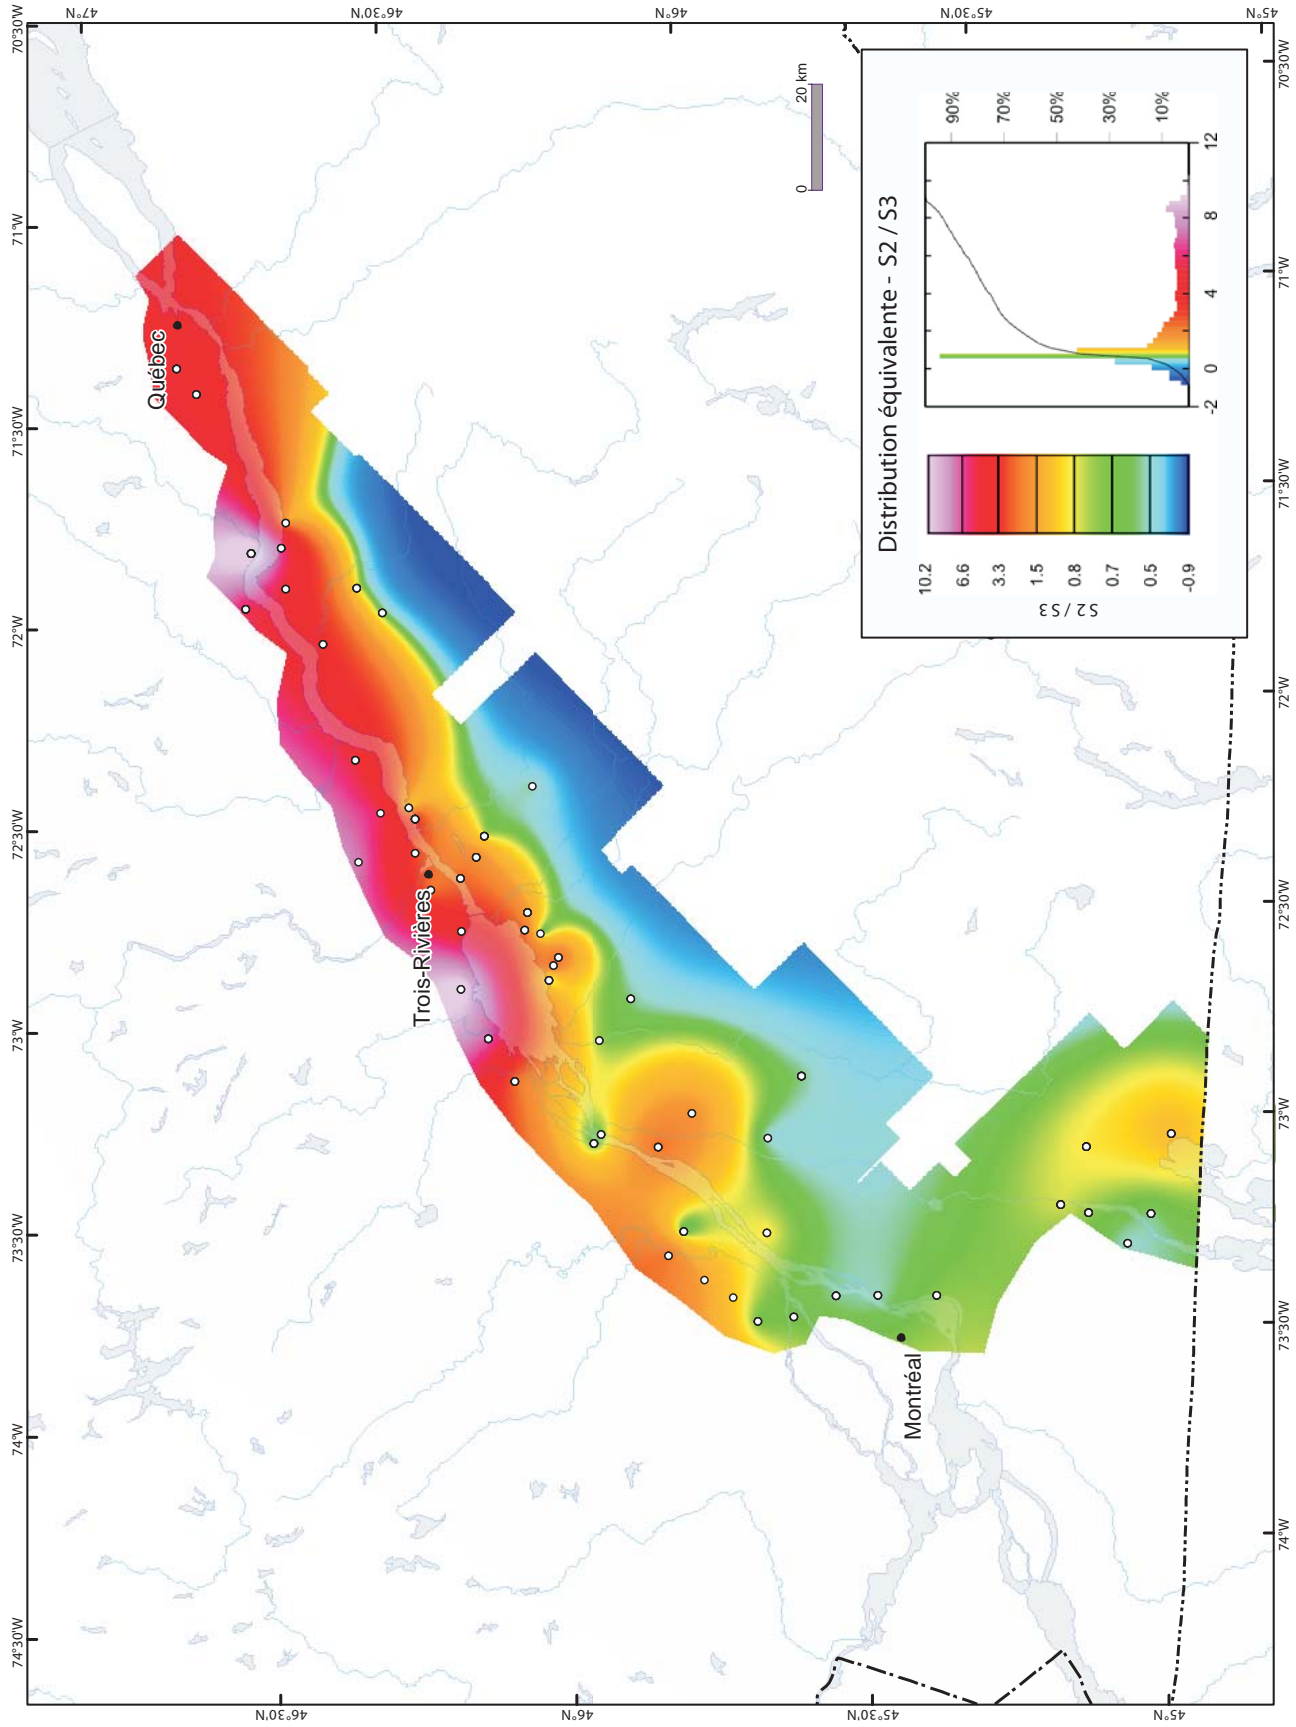 74°30'W
74°W
73°30'W
73°W
72°30'W
72°W
71°30'W
71°W
70°30'W
47°N
46°30'N
46°N
45°30'N
45°N
46°30'N
46°N
45°30'N
45°N
74°W
73°30'W
73°W
72°30'W
72°W
71°30'W
71°W
70°30'W
Québec
Trois-Rivières
Montréal
0 20 km
Distribution équivalente - S2 / S3
S2 / S3
10.2
6.6
3.3
1.5
0.8
0.7
0.5
-0.9
90%
70%
50%
30%
10%
-2 0 4 8 12